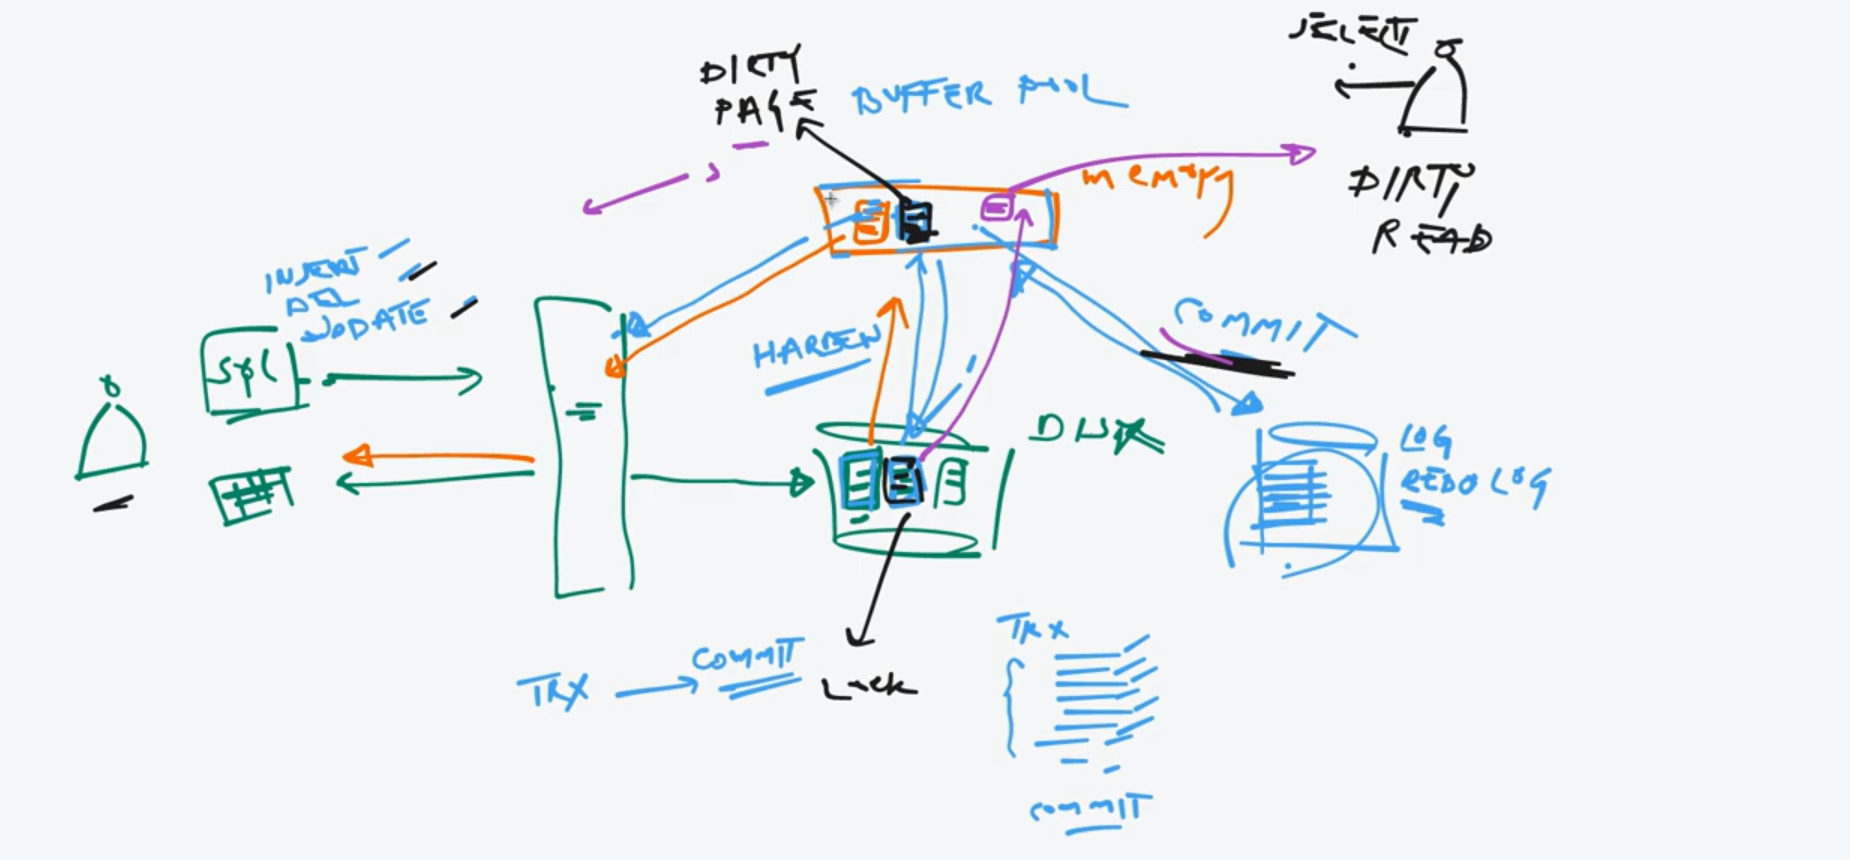 SELECT
DIRTY
PAGE
BUFFER POOL
memory
DIRTY
READ
INSERT
DEL
UPDATE
SQL
COMMIT
HARDEN
DISK
LOG
REDO LOG
TRX
COMMIT
Lock
TRX
COMMIT